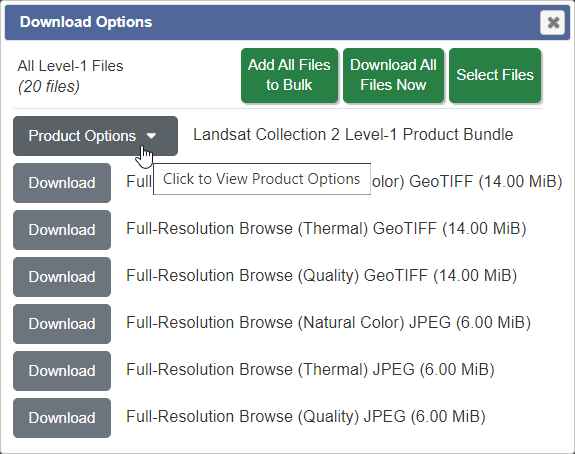 Download Options
All Level-1 Files
(20 files)
Add All Files
to Bulk
Download All
Files Now
Select Files
Product Options
Landsat Collection 2 Level-1 Product Bundle
Click to View Product Options
Download Ful olor) GeoTIFF (14.00 MiB)
Download Full-Resolution Browse (Thermal) GeoTIFF (14.00 MiB)
Download Full-Resolution Browse (Quality) GeoTIFF (14.00 MiB)
Download Full-Resolution Browse (Natural Color) JPEG (6.00 MiB)
Download Full-Resolution Browse (Thermal) JPEG (6.00 MiB)
Download Full-Resolution Browse (Quality) JPEG (6.00 MiB)